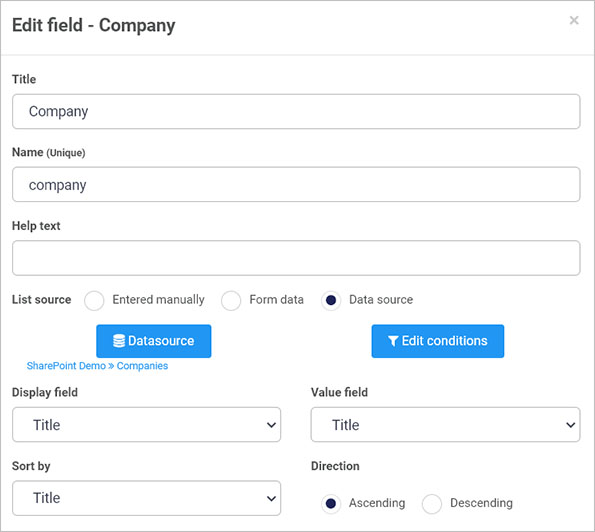 Edit field - Company
×
Title
Company
Name (Unique)
company
Help text
List source Entered manually Form data Data source
Datasource Edit conditions
SharePoint Demo » Companies
Display field Value field
Title Title
Sort by Direction
Title Ascending Descending